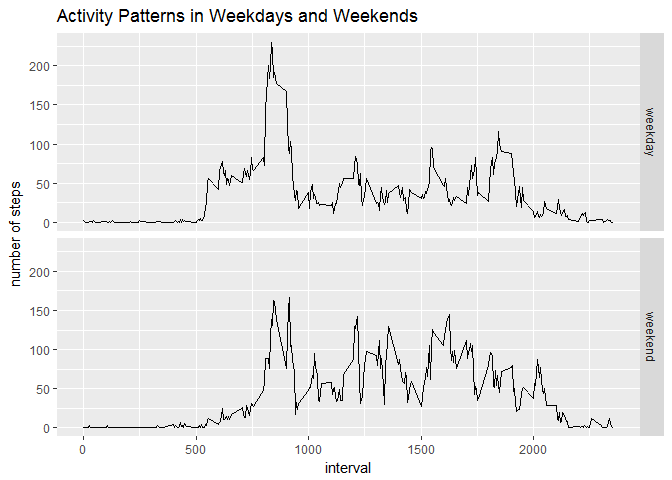 Activity Patterns in Weekdays and Weekends
number of steps
200
150
100
50
0
weekday
200
150
100
50
0
weekend
0 500 1000 1500 2000
interval